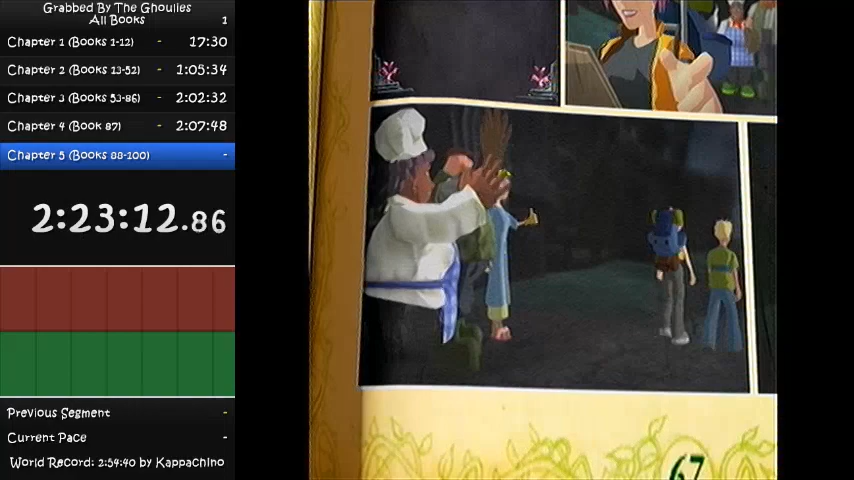 Grabbed By The Ghoulies
All Books 1
Chapter 1 (Books 1-12) - 17:30
Chapter 2 (Books 13-52) - 1:05:34
Chapter 3 (Books 53-86) - 2:02:32
Chapter 4 (Book 87) - 2:07:48
Chapter 5 (Books 88-100) -
2:23:12.86
Previous Segment -
Current Pace -
World Record: 2:54:40 by Kappachino
67